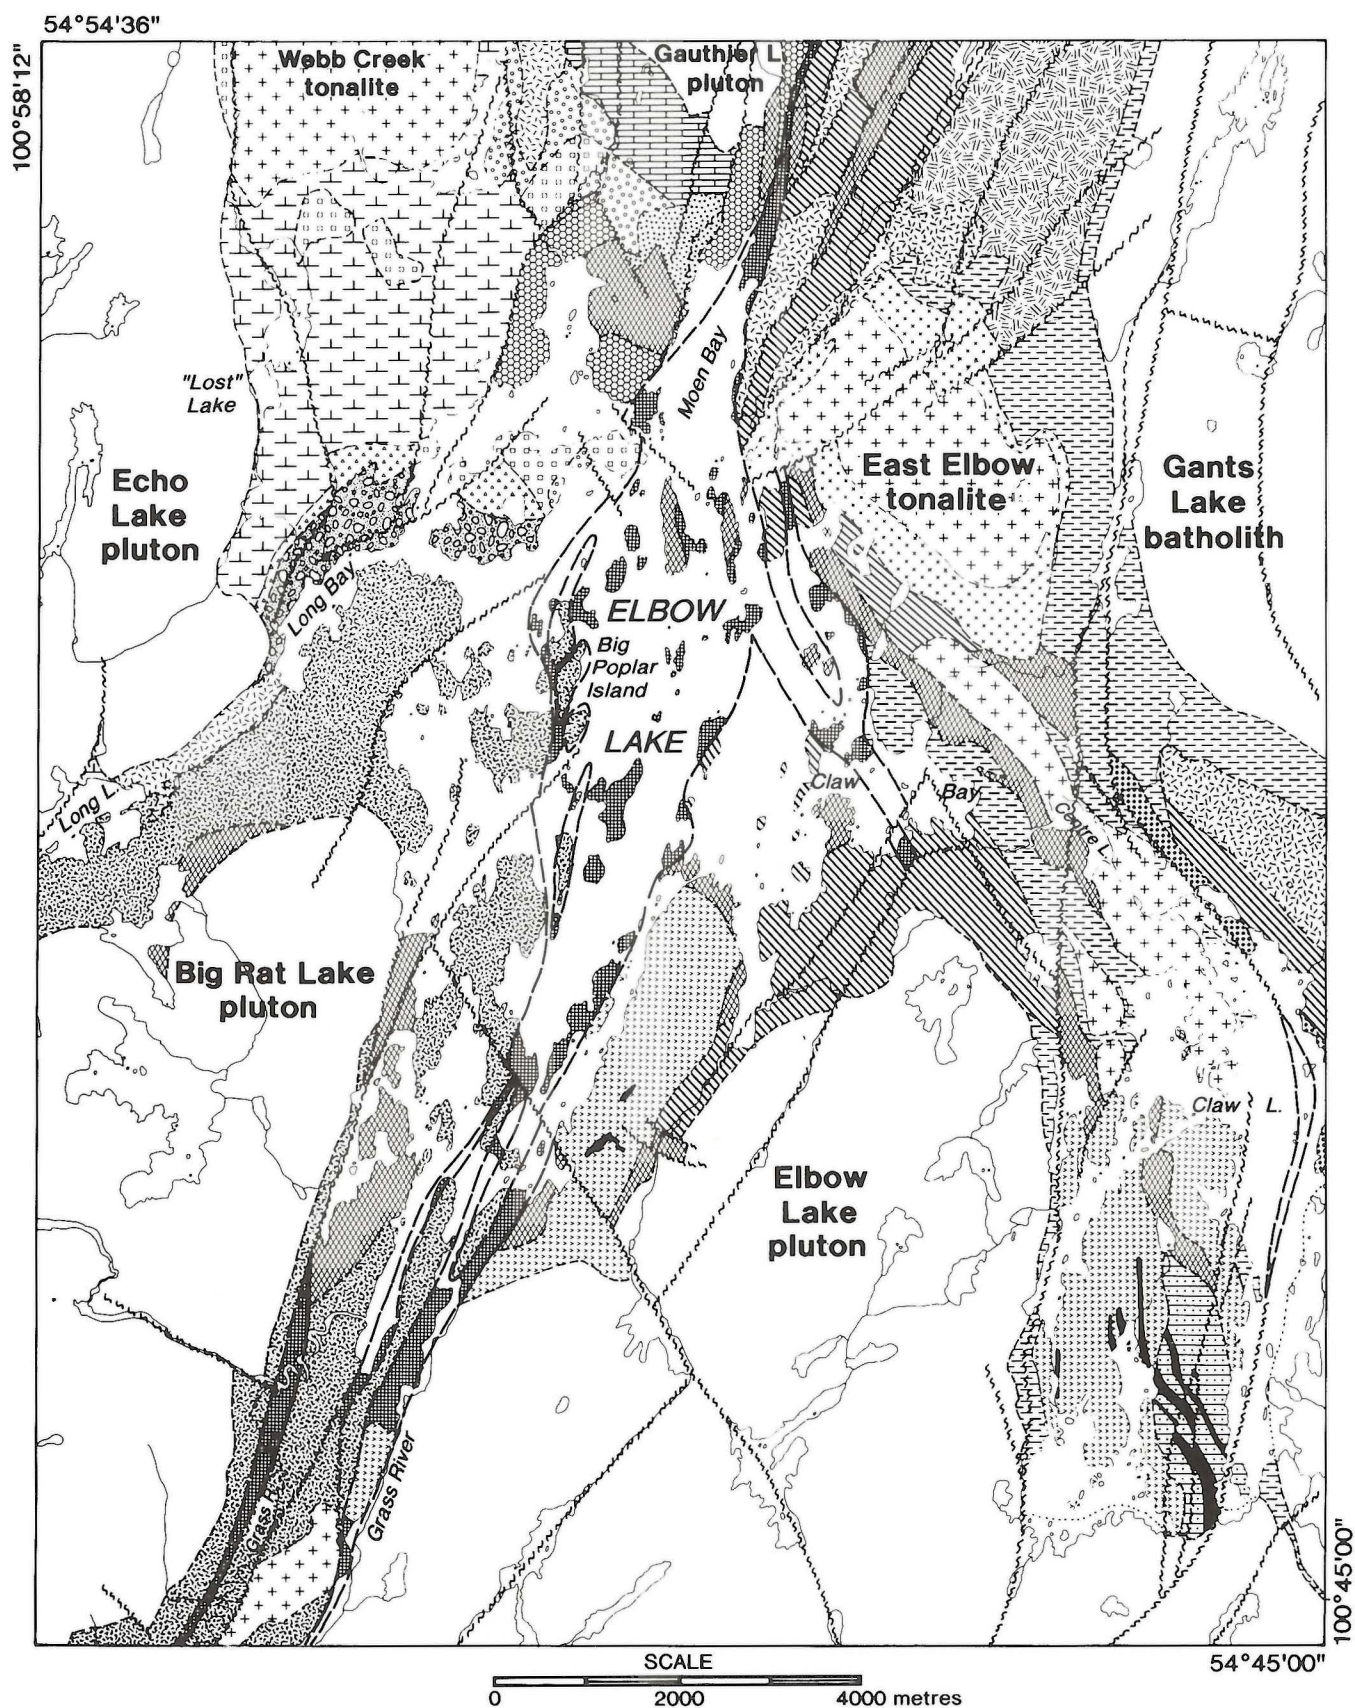 54°54'36"
100°58'12"
Webb Creek
tonalite
Gauthier L.
pluton
Moen Bay
"Lost"
Lake
Echo
Lake
pluton
East Elbow
tonalite
Gants
Lake
batholith
Long Bay
ELBOW
Big
Poplar
Island
LAKE
Long L.
Claw
Bay
Centre L.
Big Rat Lake
pluton
Claw L.
Elbow
Lake
pluton
Grass R.
Grass River
100°45'00"
54°45'00"
SCALE
0 2000 4000 metres